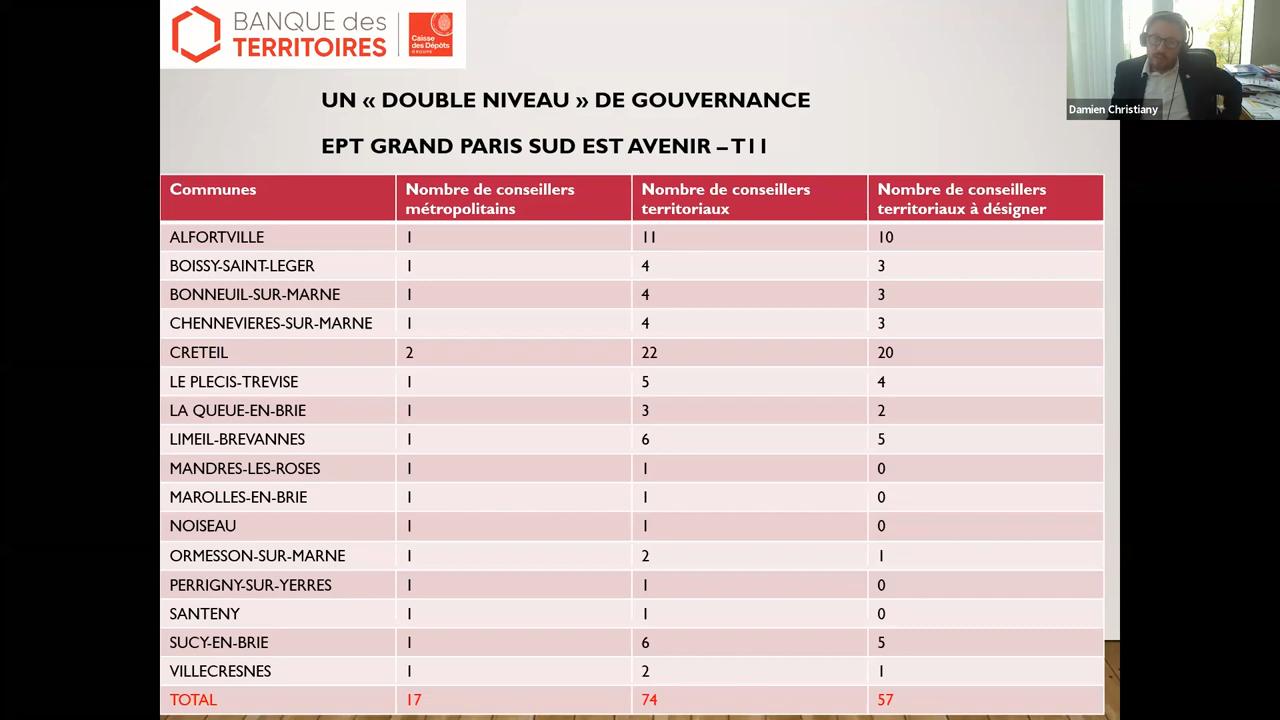 BANQUE des
TERRITOIRES
Caisse
des Dépôts
GROUPE
Damien Christiany
UN « DOUBLE NIVEAU » DE GOUVERNANCE
EPT GRAND PARIS SUD EST AVENIR – T11
Communes Nombre de conseillers métropolitains Nombre de conseillers territoriaux Nombre de conseillers territoriaux à désigner
ALFORTVILLE 1 11 10
BOISSY-SAINT-LEGER 1 4 3
BONNEUIL-SUR-MARNE 1 4 3
CHENNEVIERES-SUR-MARNE 1 4 3
CRETEIL 2 22 20
LE PLECIS-TREVISE 1 5 4
LA QUEUE-EN-BRIE 1 3 2
LIMEIL-BREVANNES 1 6 5
MANDRES-LES-ROSES 1 1 0
MAROLLES-EN-BRIE 1 1 0
NOISEAU 1 1 0
ORMESSON-SUR-MARNE 1 2 1
PERRIGNY-SUR-YERRES 1 1 0
SANTENY 1 1 0
SUCY-EN-BRIE 1 6 5
VILLECRESNES 1 2 1
TOTAL 17 74 57